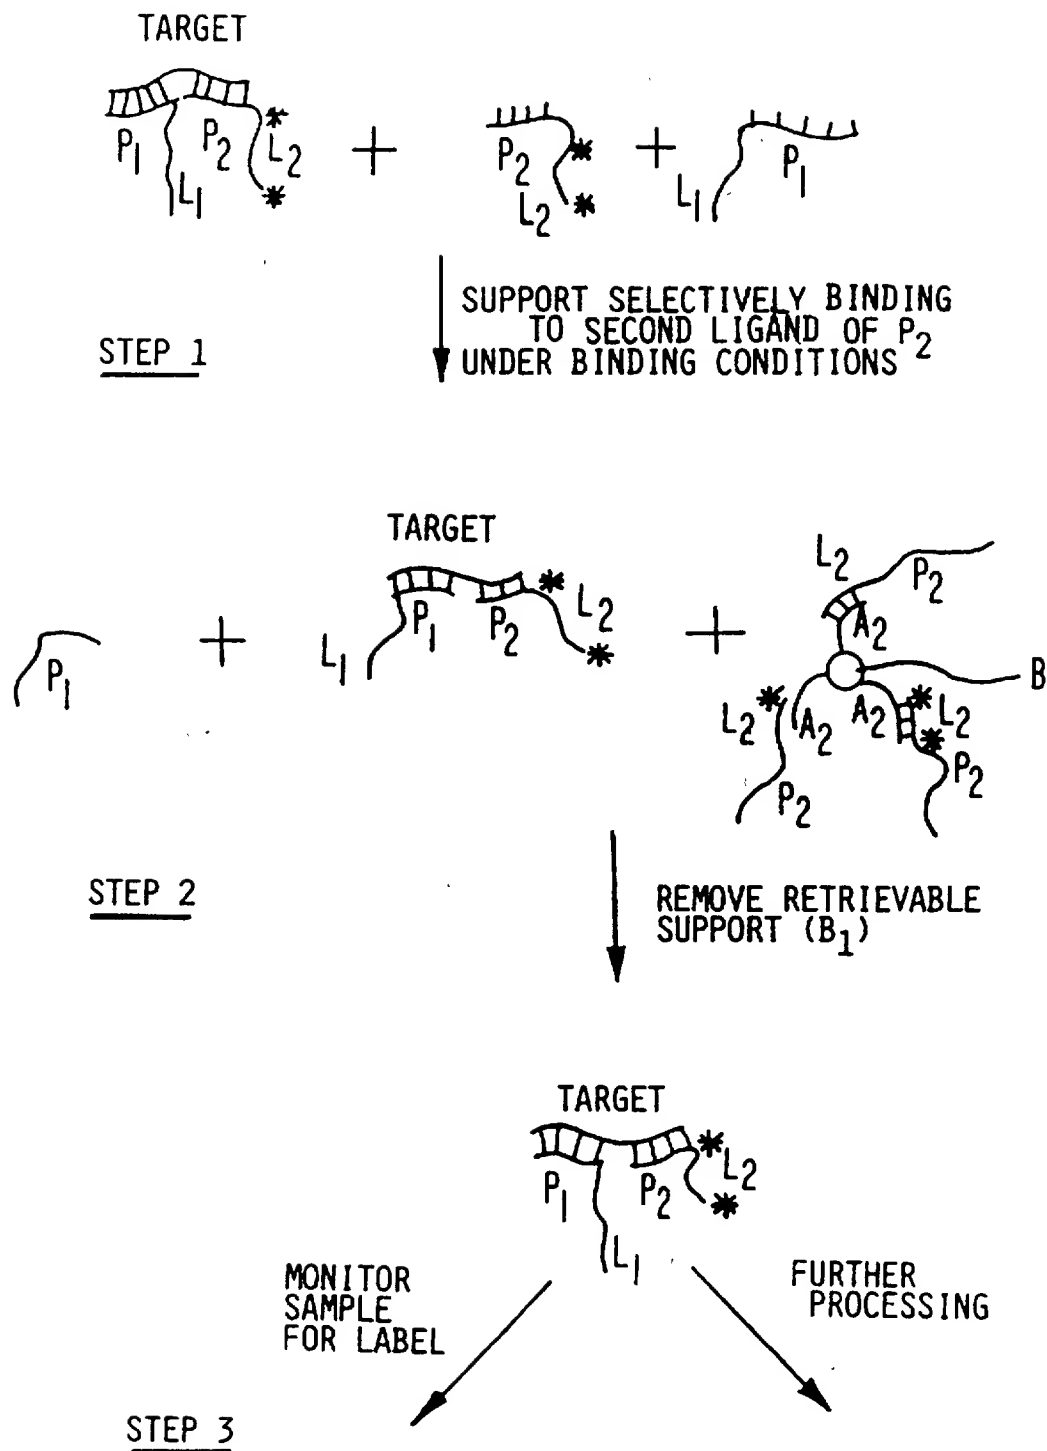 TARGET
P1 P2 L2 L1 + P2 L2 + L1 P1
STEP 1
SUPPORT SELECTIVELY BINDING
TO SECOND LIGAND OF P2
UNDER BINDING CONDITIONS
TARGET
P1 + L1 P1 P2 L2 + L2 P2 A2 B
L2 A2 A2 L2
P2 P2
STEP 2
REMOVE RETRIEVABLE
SUPPORT (B1)
TARGET
P1 P2 L2
L1
MONITOR
SAMPLE
FOR LABEL
FURTHER
PROCESSING
STEP 3